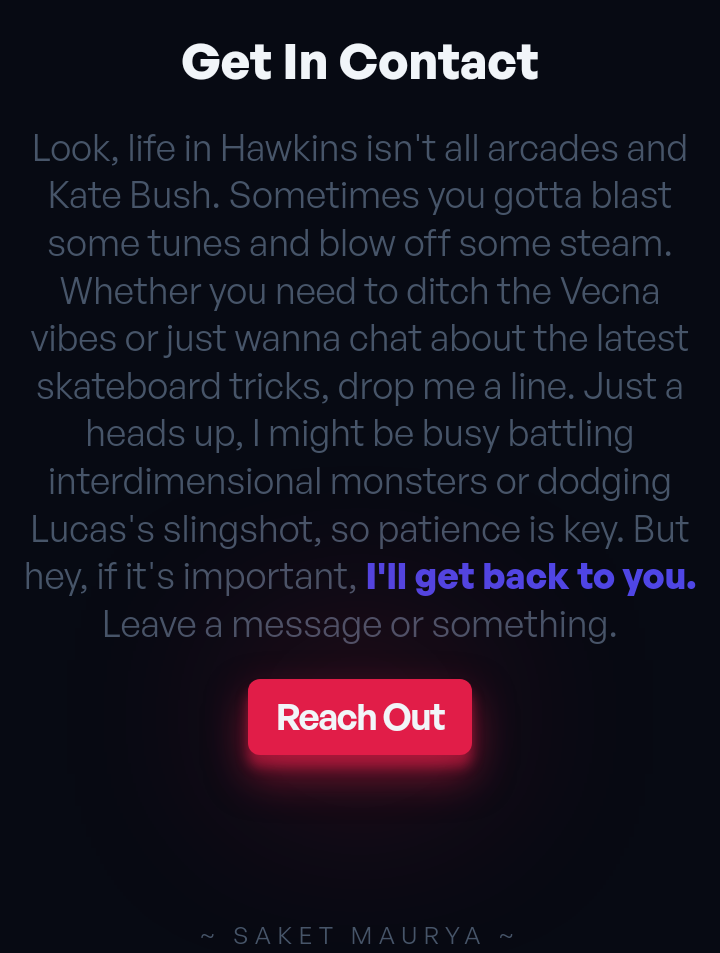 Get In Contact
Look, life in Hawkins isn't all arcades and
Kate Bush. Sometimes you gotta blast
some tunes and blow off some steam.
Whether you need to ditch the Vecna
vibes or just wanna chat about the latest
skateboard tricks, drop me a line. Just a
heads up, I might be busy battling
interdimensional monsters or dodging
Lucas's slingshot, so patience is key. But
hey, if it's important, I'll get back to you.
Leave a message or something.
Reach Out
~ SAKET MAURYA ~